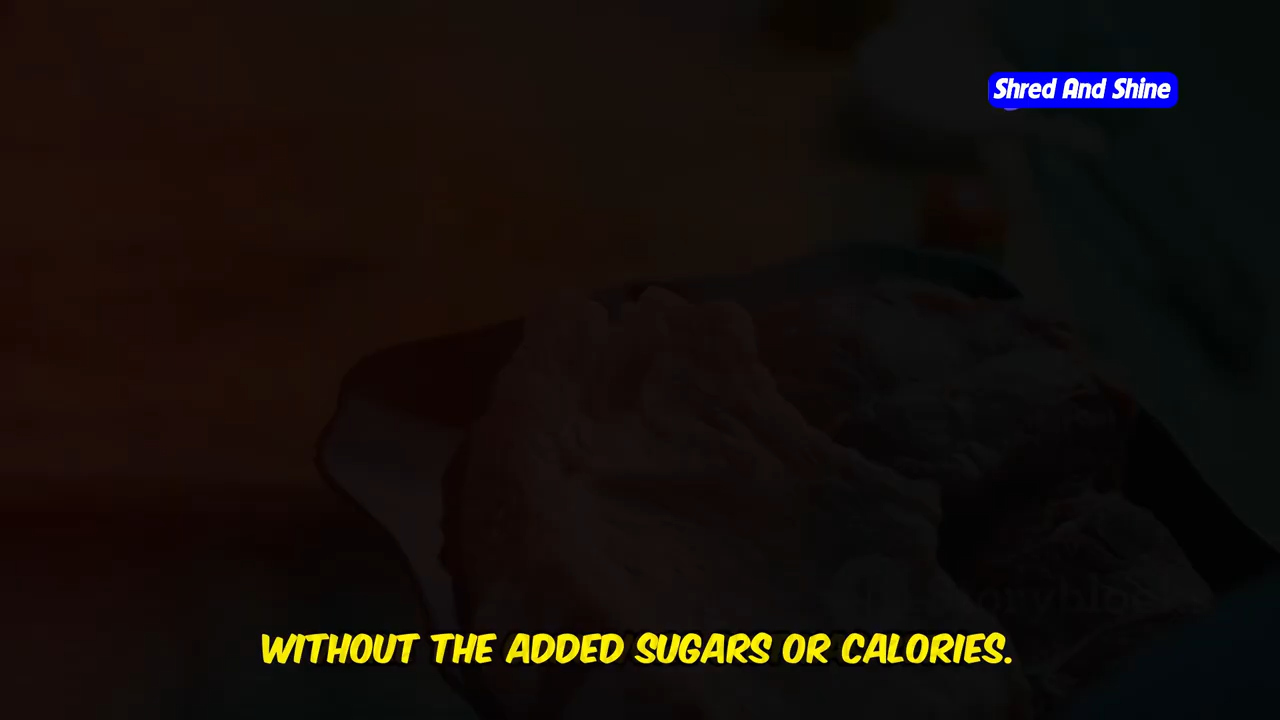 Shred And Shine
WITHOUT THE ADDED SUGARS OR CALORIES.